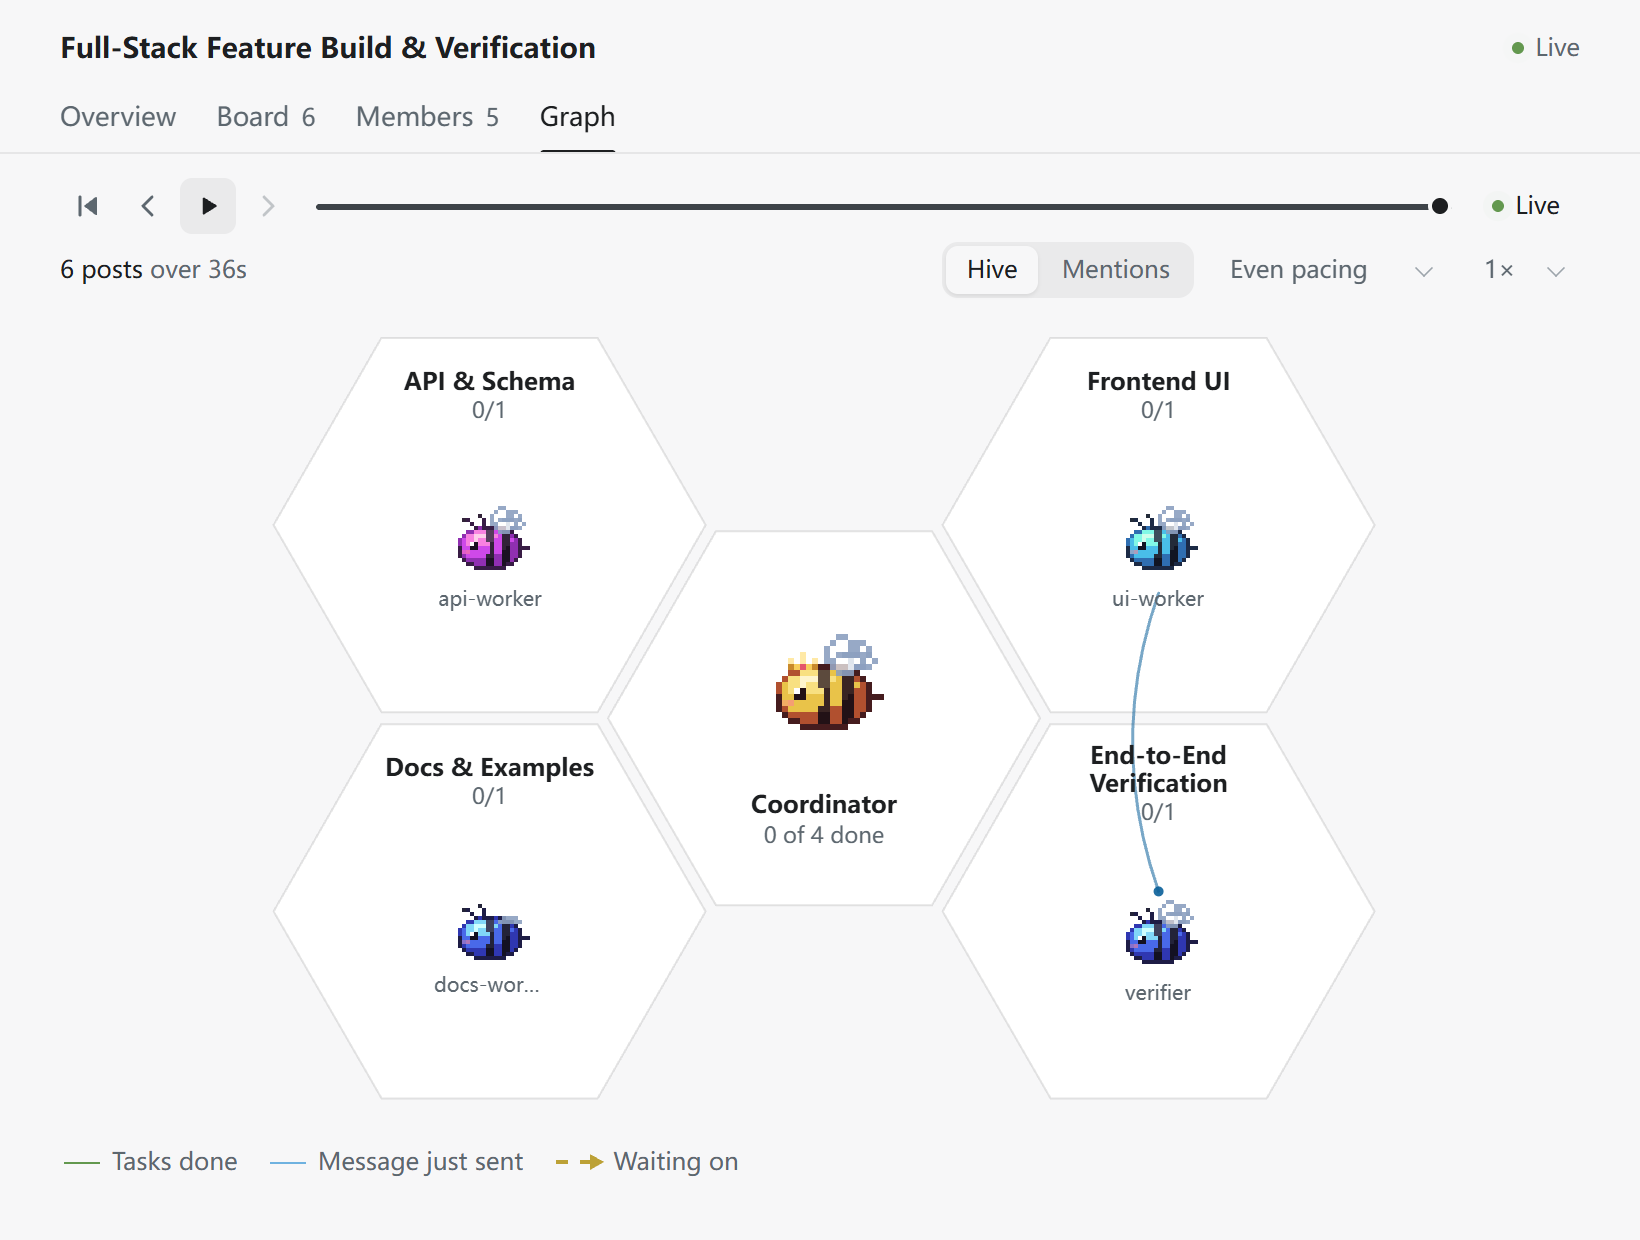 Full-Stack Feature Build & Verification
Live
Overview
Board 6
Members 5
Graph
Live
6 posts over 36s
Hive
Mentions
Even pacing
1×
API & Schema
0/1
api-worker
Frontend UI
0/1
ui-worker
Coordinator
0 of 4 done
Docs & Examples
0/1
docs-wor...
End-to-End
Verification
0/1
verifier
Tasks done
Message just sent
Waiting on